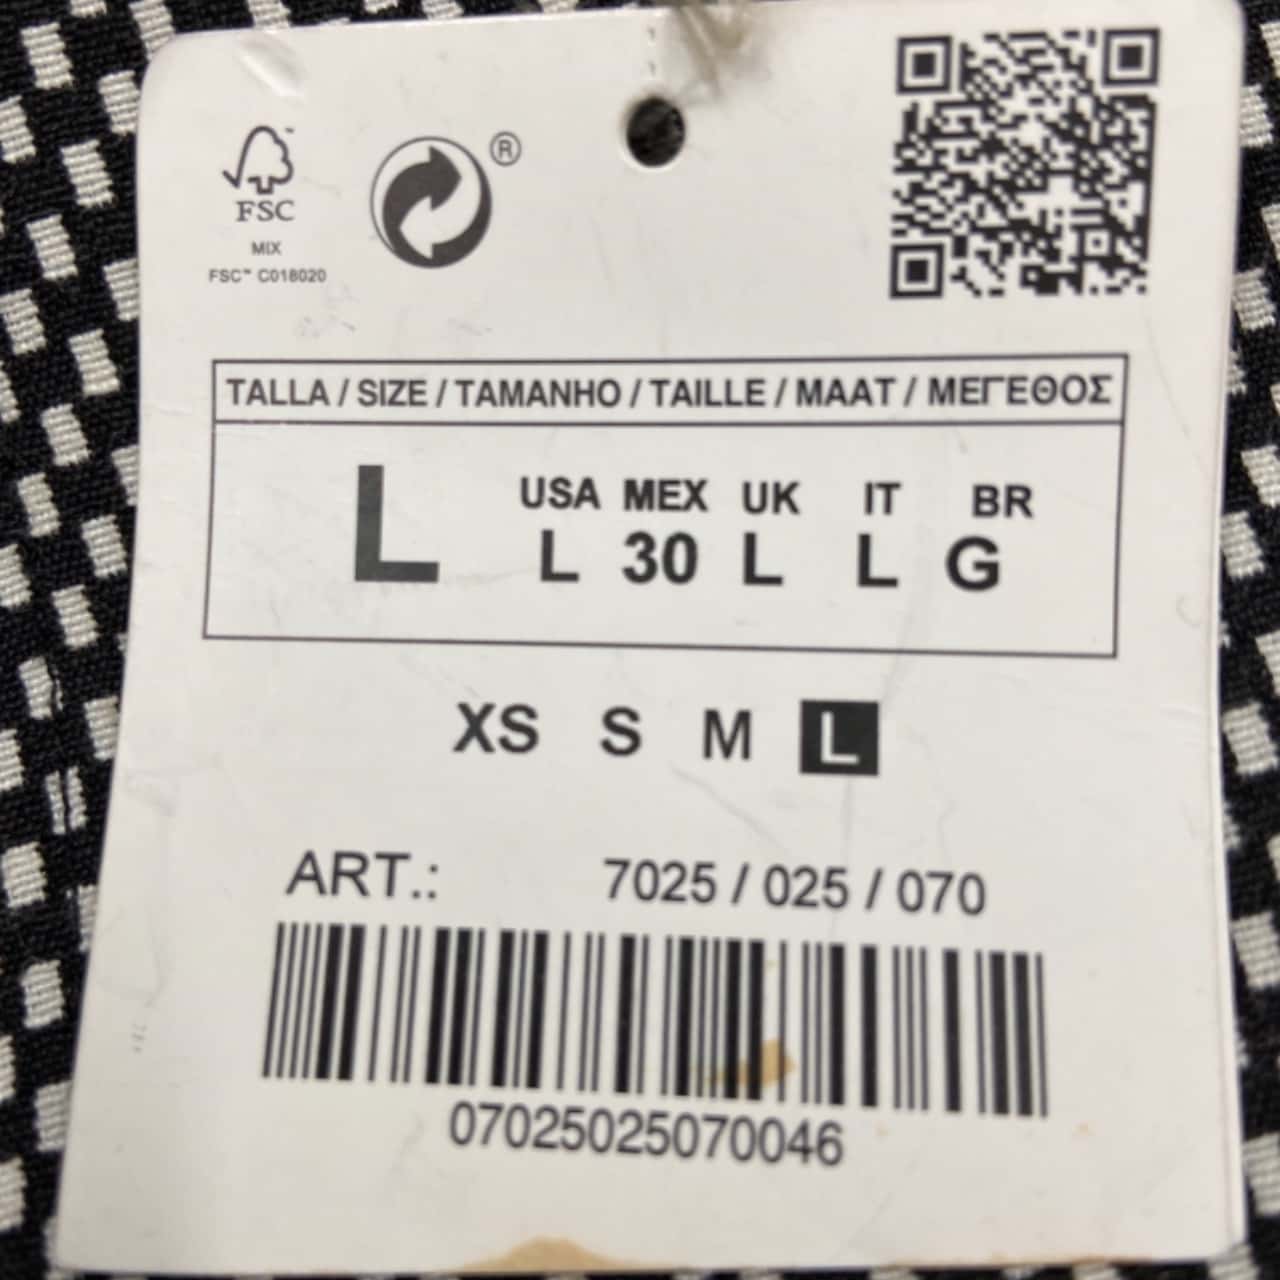 FSC
MIX
FSC™ C018020
®
TALLA / SIZE / TAMANHO / TAILLE / MAAT / ΜΕΓΕΘΟΣ
L
USA MEX UK IT BR
L 30 L L G
XS S M L
ART.: 7025 / 025 / 070
07025025070046